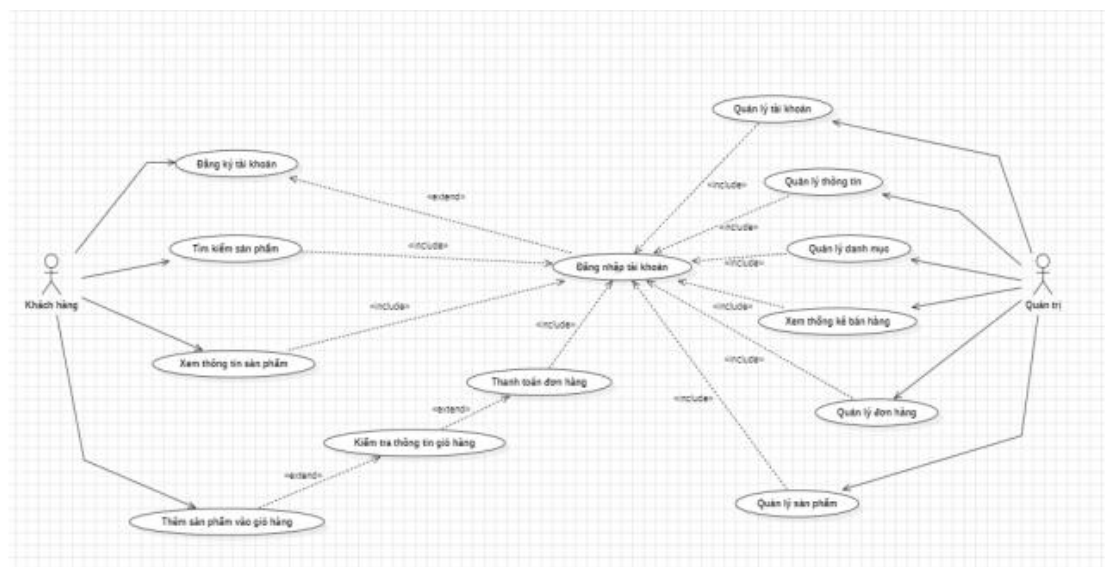 Quản lý tài khoản
Đăng ký tài khoản
«extend»
«include»
Quản lý thông tin
«include»
Tìm kiếm sản phẩm
«include»
Quản lý danh mục
«include»
Đăng nhập tài khoản
Khách hàng
Quản trị
«include»
«include»
Xem thống kê bán hàng
«include»
Xem thông tin sản phẩm
«include»
Thanh toán đơn hàng
«include»
«extend»
Quản lý đơn hàng
Kiểm tra thông tin giỏ hàng
«extend»
Quản lý sản phẩm
Thêm sản phẩm vào giỏ hàng